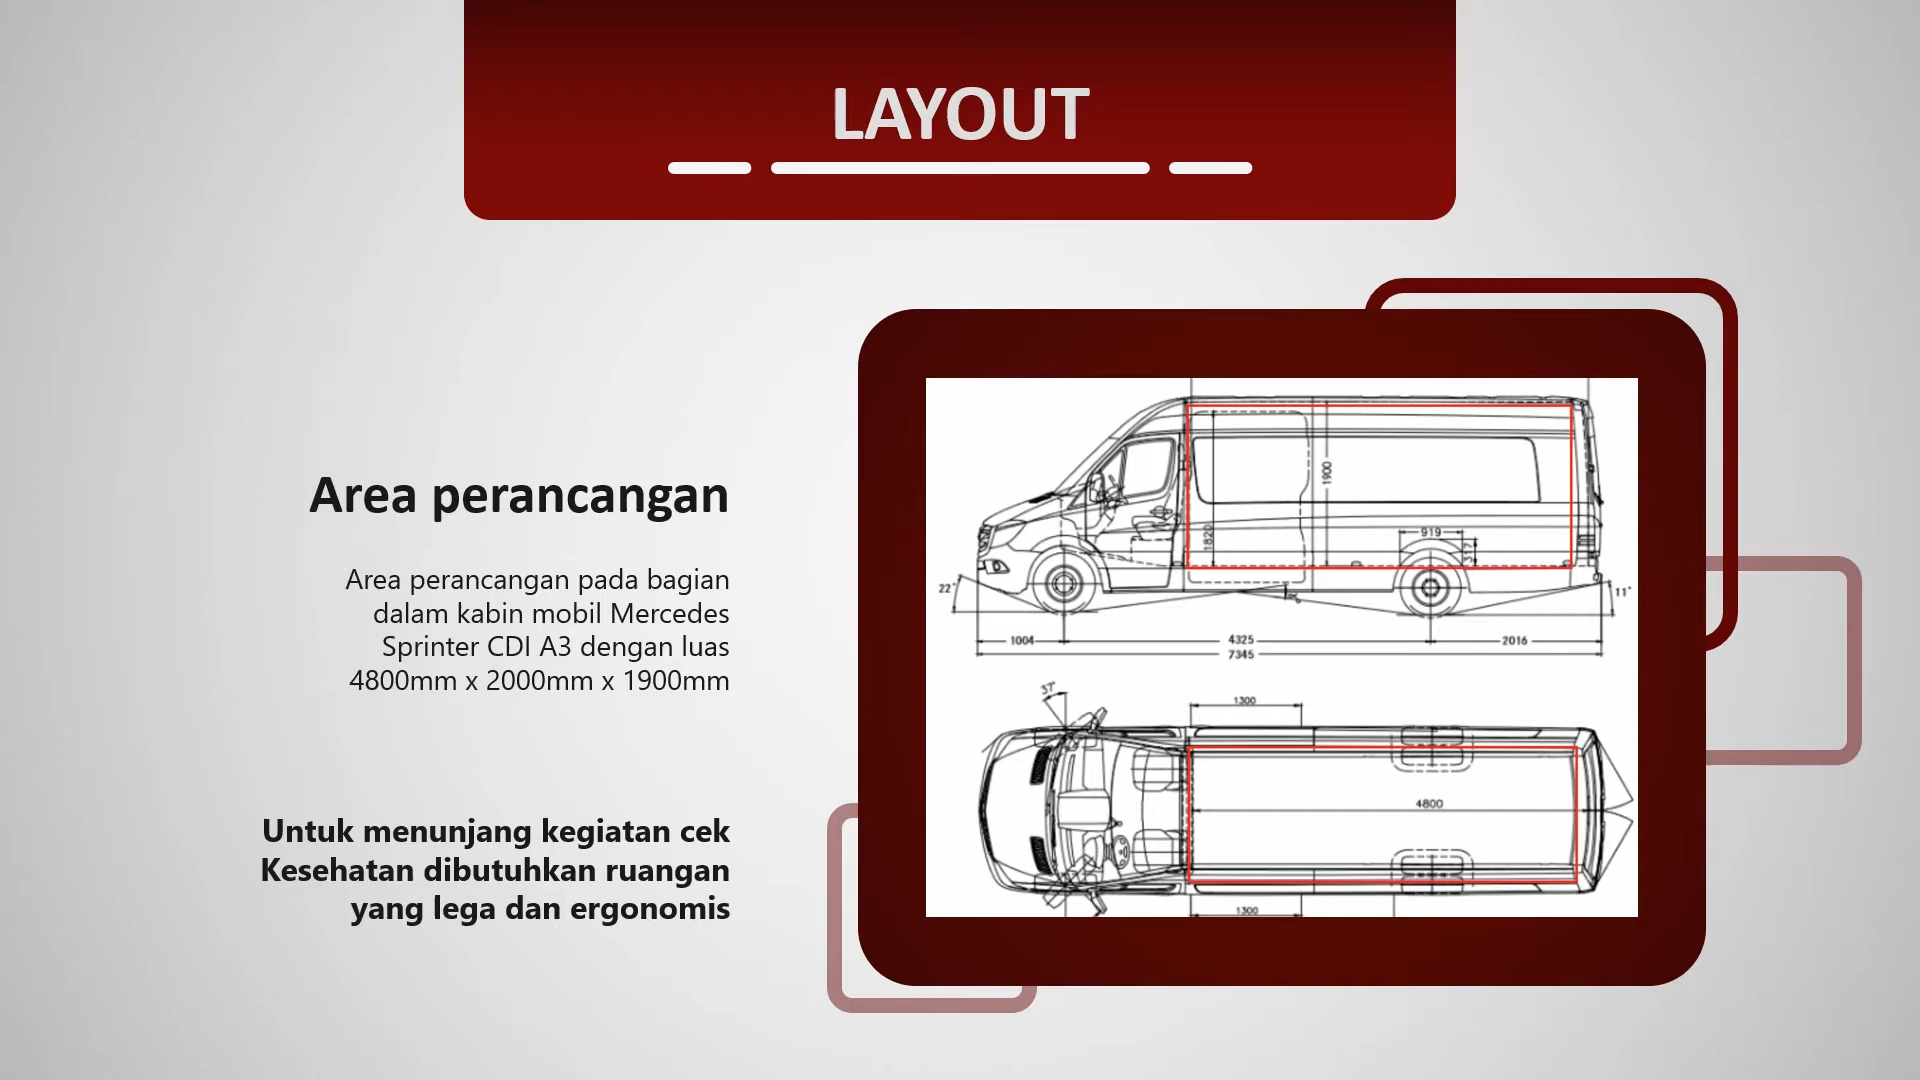 LAYOUT
Area perancangan
Area perancangan pada bagian
dalam kabin mobil Mercedes
Sprinter CDI A3 dengan luas
4800mm x 2000mm x 1900mm
Untuk menunjang kegiatan cek
Kesehatan dibutuhkan ruangan
yang lega dan ergonomis
1900
1820
919
317
22°
11°
1004
4325
2016
7345
37°
1300
4800
1300